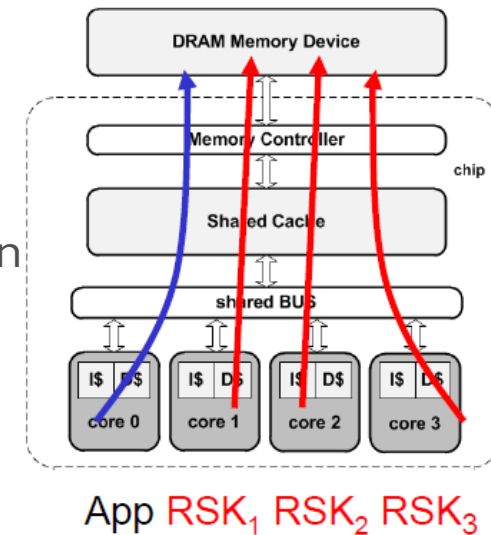 DRAM Memory Device
Memory Controller
chip
Shared Cache
n
shared BUS
I$ D$ I$ D$ I$ D$ I$ D$
core 0 core 1 core 2 core 3
App RSK₁ RSK₂ RSK₃